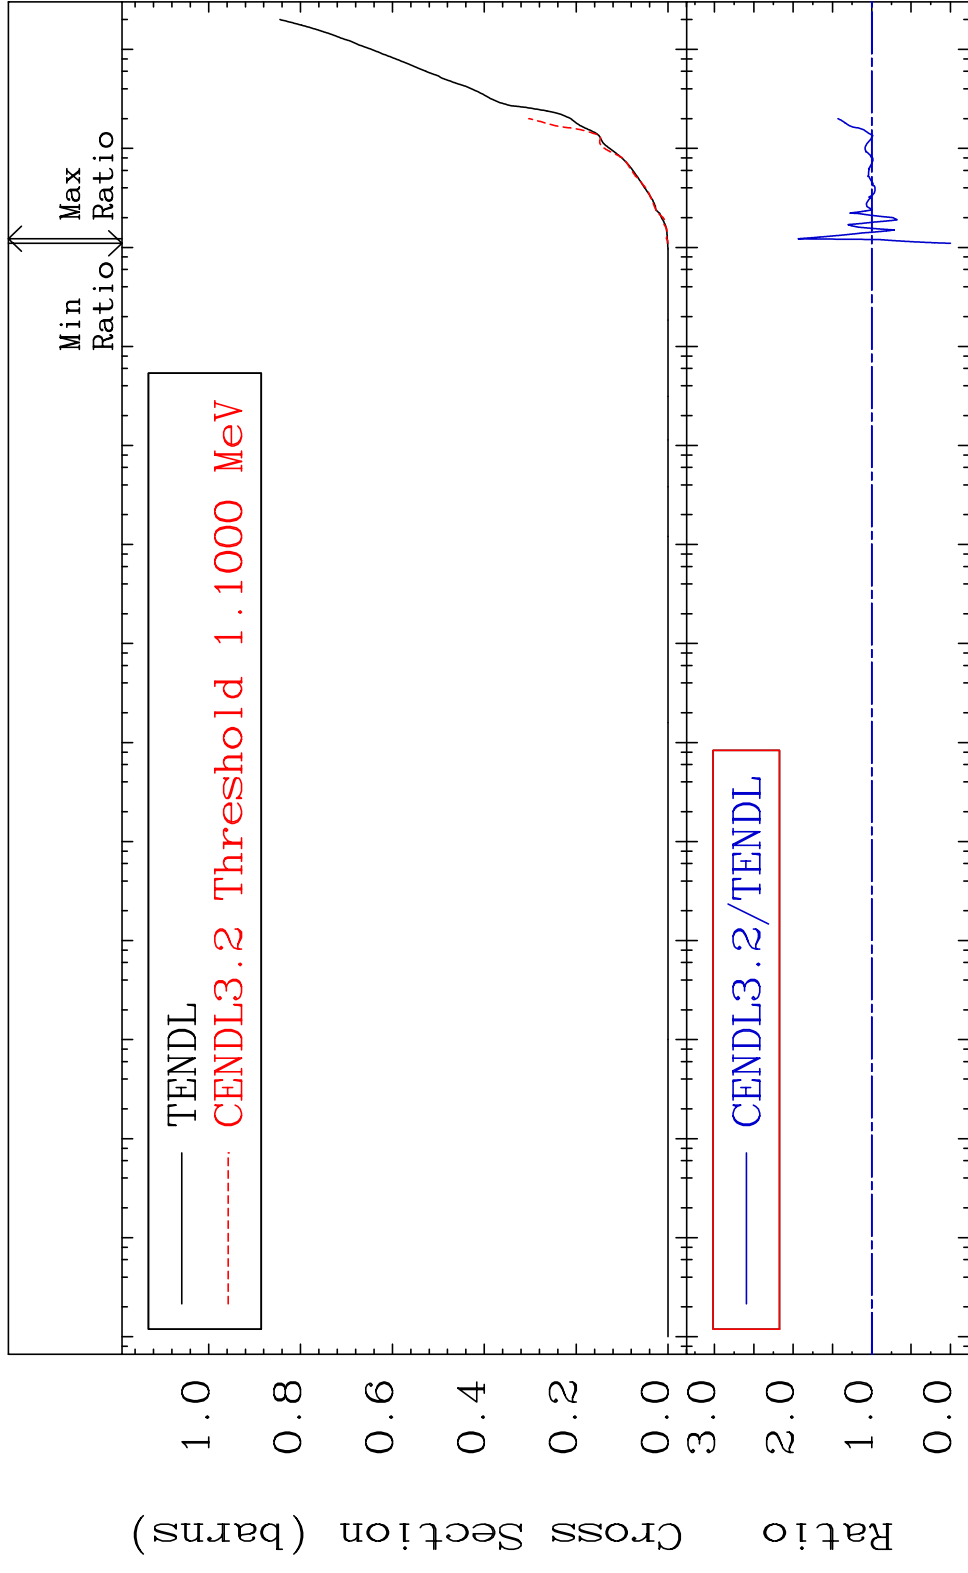 Min
Ratio
Max
Ratio
TENDL
CENDL3.2 Threshold 1.1000 MeV
Cross Section (barns)
1.0
0.8
0.6
0.4
0.2
0.0
CENDL3.2/TENDL
Ratio
3.0
2.0
1.0
0.0